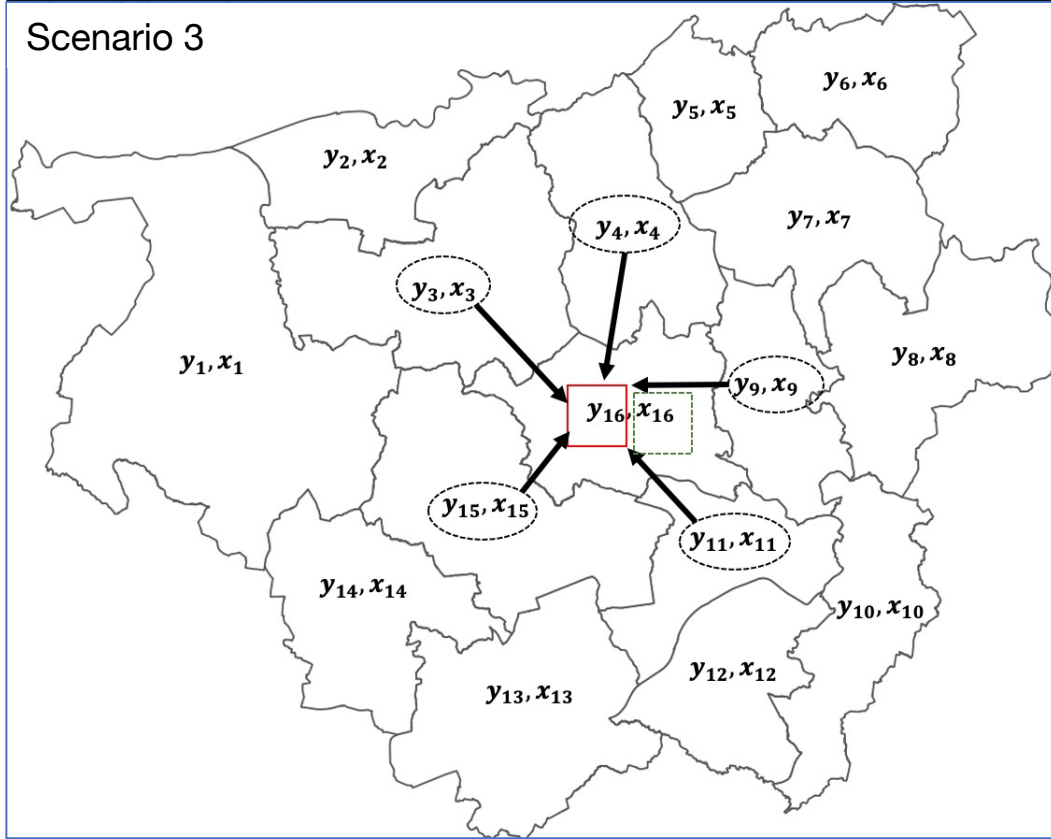 Scenario 3
y₆, x₆
y₅, x₅
y₂, x₂
y₇, x₇
y₄, x₄
y₃, x₃
y₈, x₈
y₁, x₁
y₉, x₉
y₁₆, x₁₆
y₁₅, x₁₅
y₁₁, x₁₁
y₁₄, x₁₄
y₁₀, x₁₀
y₁₂, x₁₂
y₁₃, x₁₃